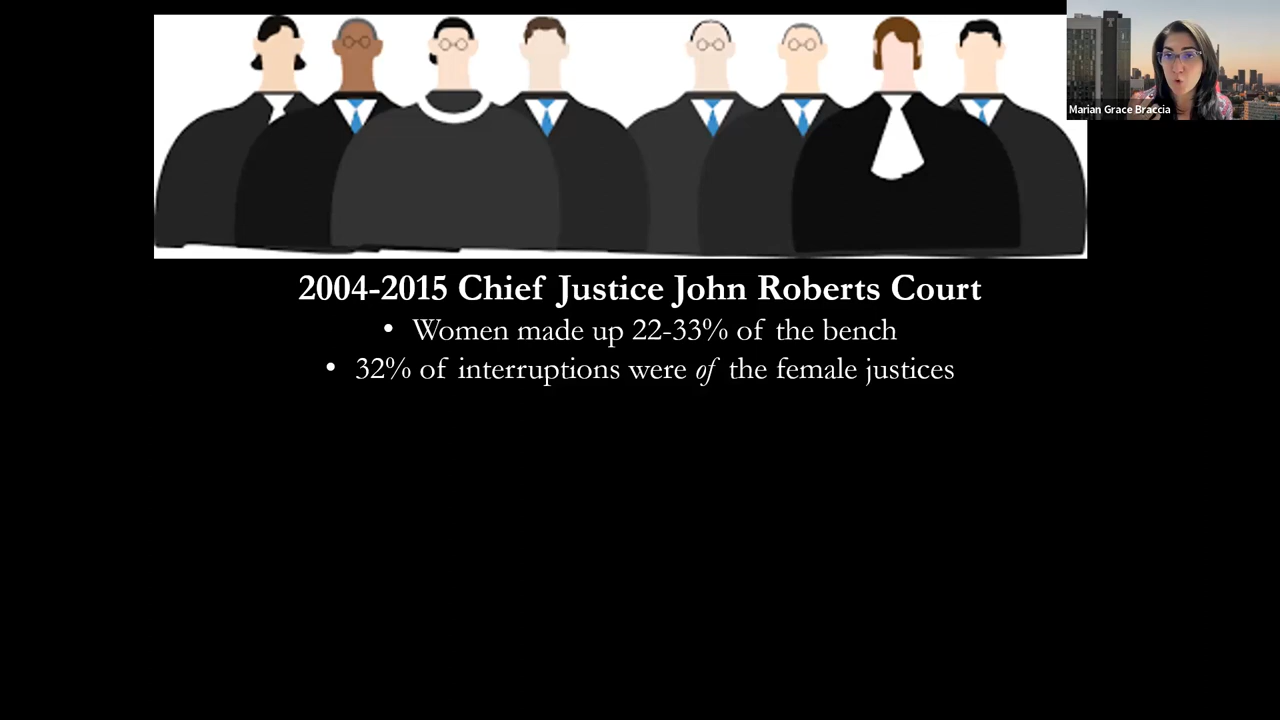 Marian Grace Braccia
2004-2015 Chief Justice John Roberts Court
• Women made up 22-33% of the bench
• 32% of interruptions were of the female justices